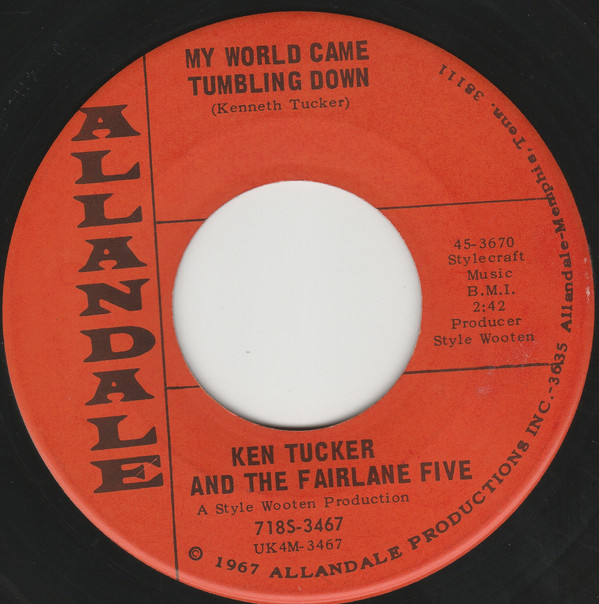 MY WORLD CAME
TUMBLING DOWN
(Kenneth Tucker)
ALLANDALE
45-3670
Stylecraft
Music
B.M.I.
2:42
Producer
Style Wooten
KEN TUCKER
AND THE FAIRLANE FIVE
A Style Wooten Production
718S-3467
UK4M-3467
© 1967 ALLANDALE PRODUCTIONS INC.-3635 Allandale-Memphis, Tenn. 38111